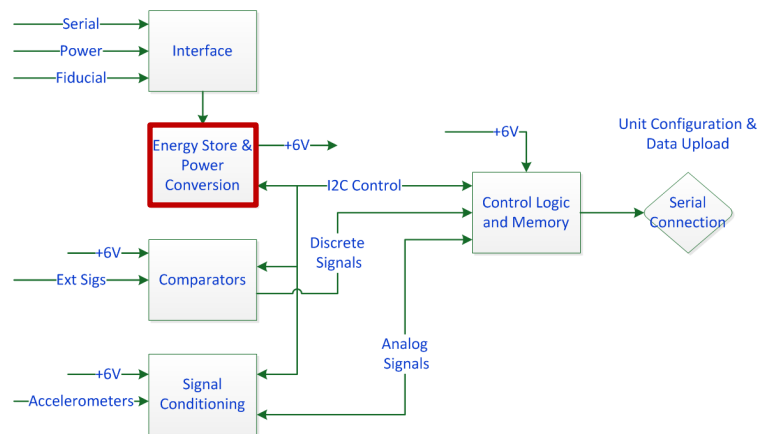 Serial
Power
Fiducial
Interface
Energy Store &
Power
Conversion
+6V
+6V
Unit Configuration &
Data Upload
I2C Control
Control Logic
and Memory
Serial
Connection
+6V
Ext Sigs
Comparators
Discrete
Signals
Analog
Signals
+6V
Accelerometers
Signal
Conditioning